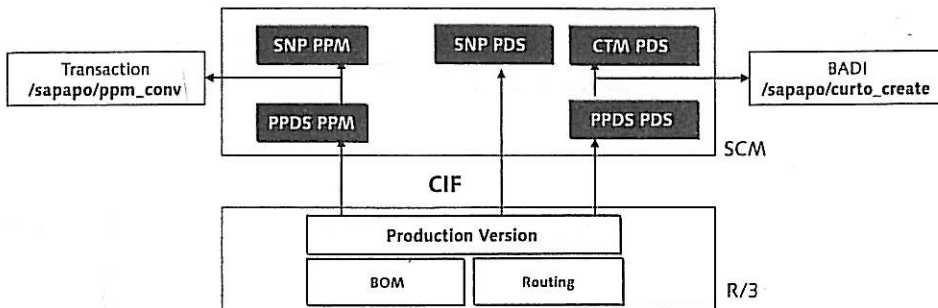 SNP PPM
SNP PDS
CTM PDS
Transaction
/sapapo/ppm_conv
BADI
/sapapo/curto_create
PPDS PPM
PPDS PDS
SCM
CIF
Production Version
BOM
Routing
R/3